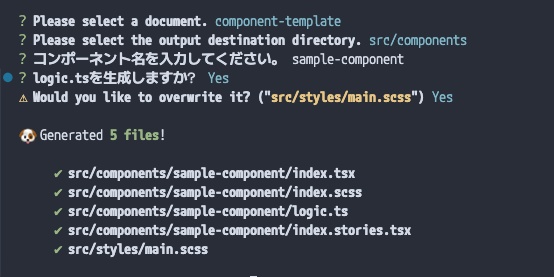 ? Please select a document. component-template
? Please select the output destination directory. src/components
? コンポーネント名を入力してください。 sample-component
? logic.tsを生成しますか? Yes
⚠ Would you like to overwrite it? ("src/styles/main.scss") Yes
🐶 Generated 5 files!
✔ src/components/sample-component/index.tsx
✔ src/components/sample-component/index.scss
✔ src/components/sample-component/logic.ts
✔ src/components/sample-component/index.stories.tsx
✔ src/styles/main.scss